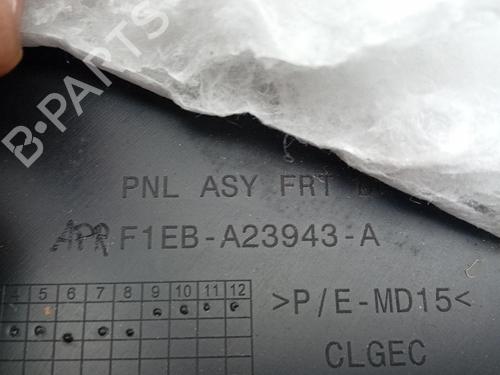 B-PARTS
PNL ASY FRT
APR F1EB-A23943-A
4 5 6 7 8 9 10 11 12
>P/E-MD15<
CLGEC